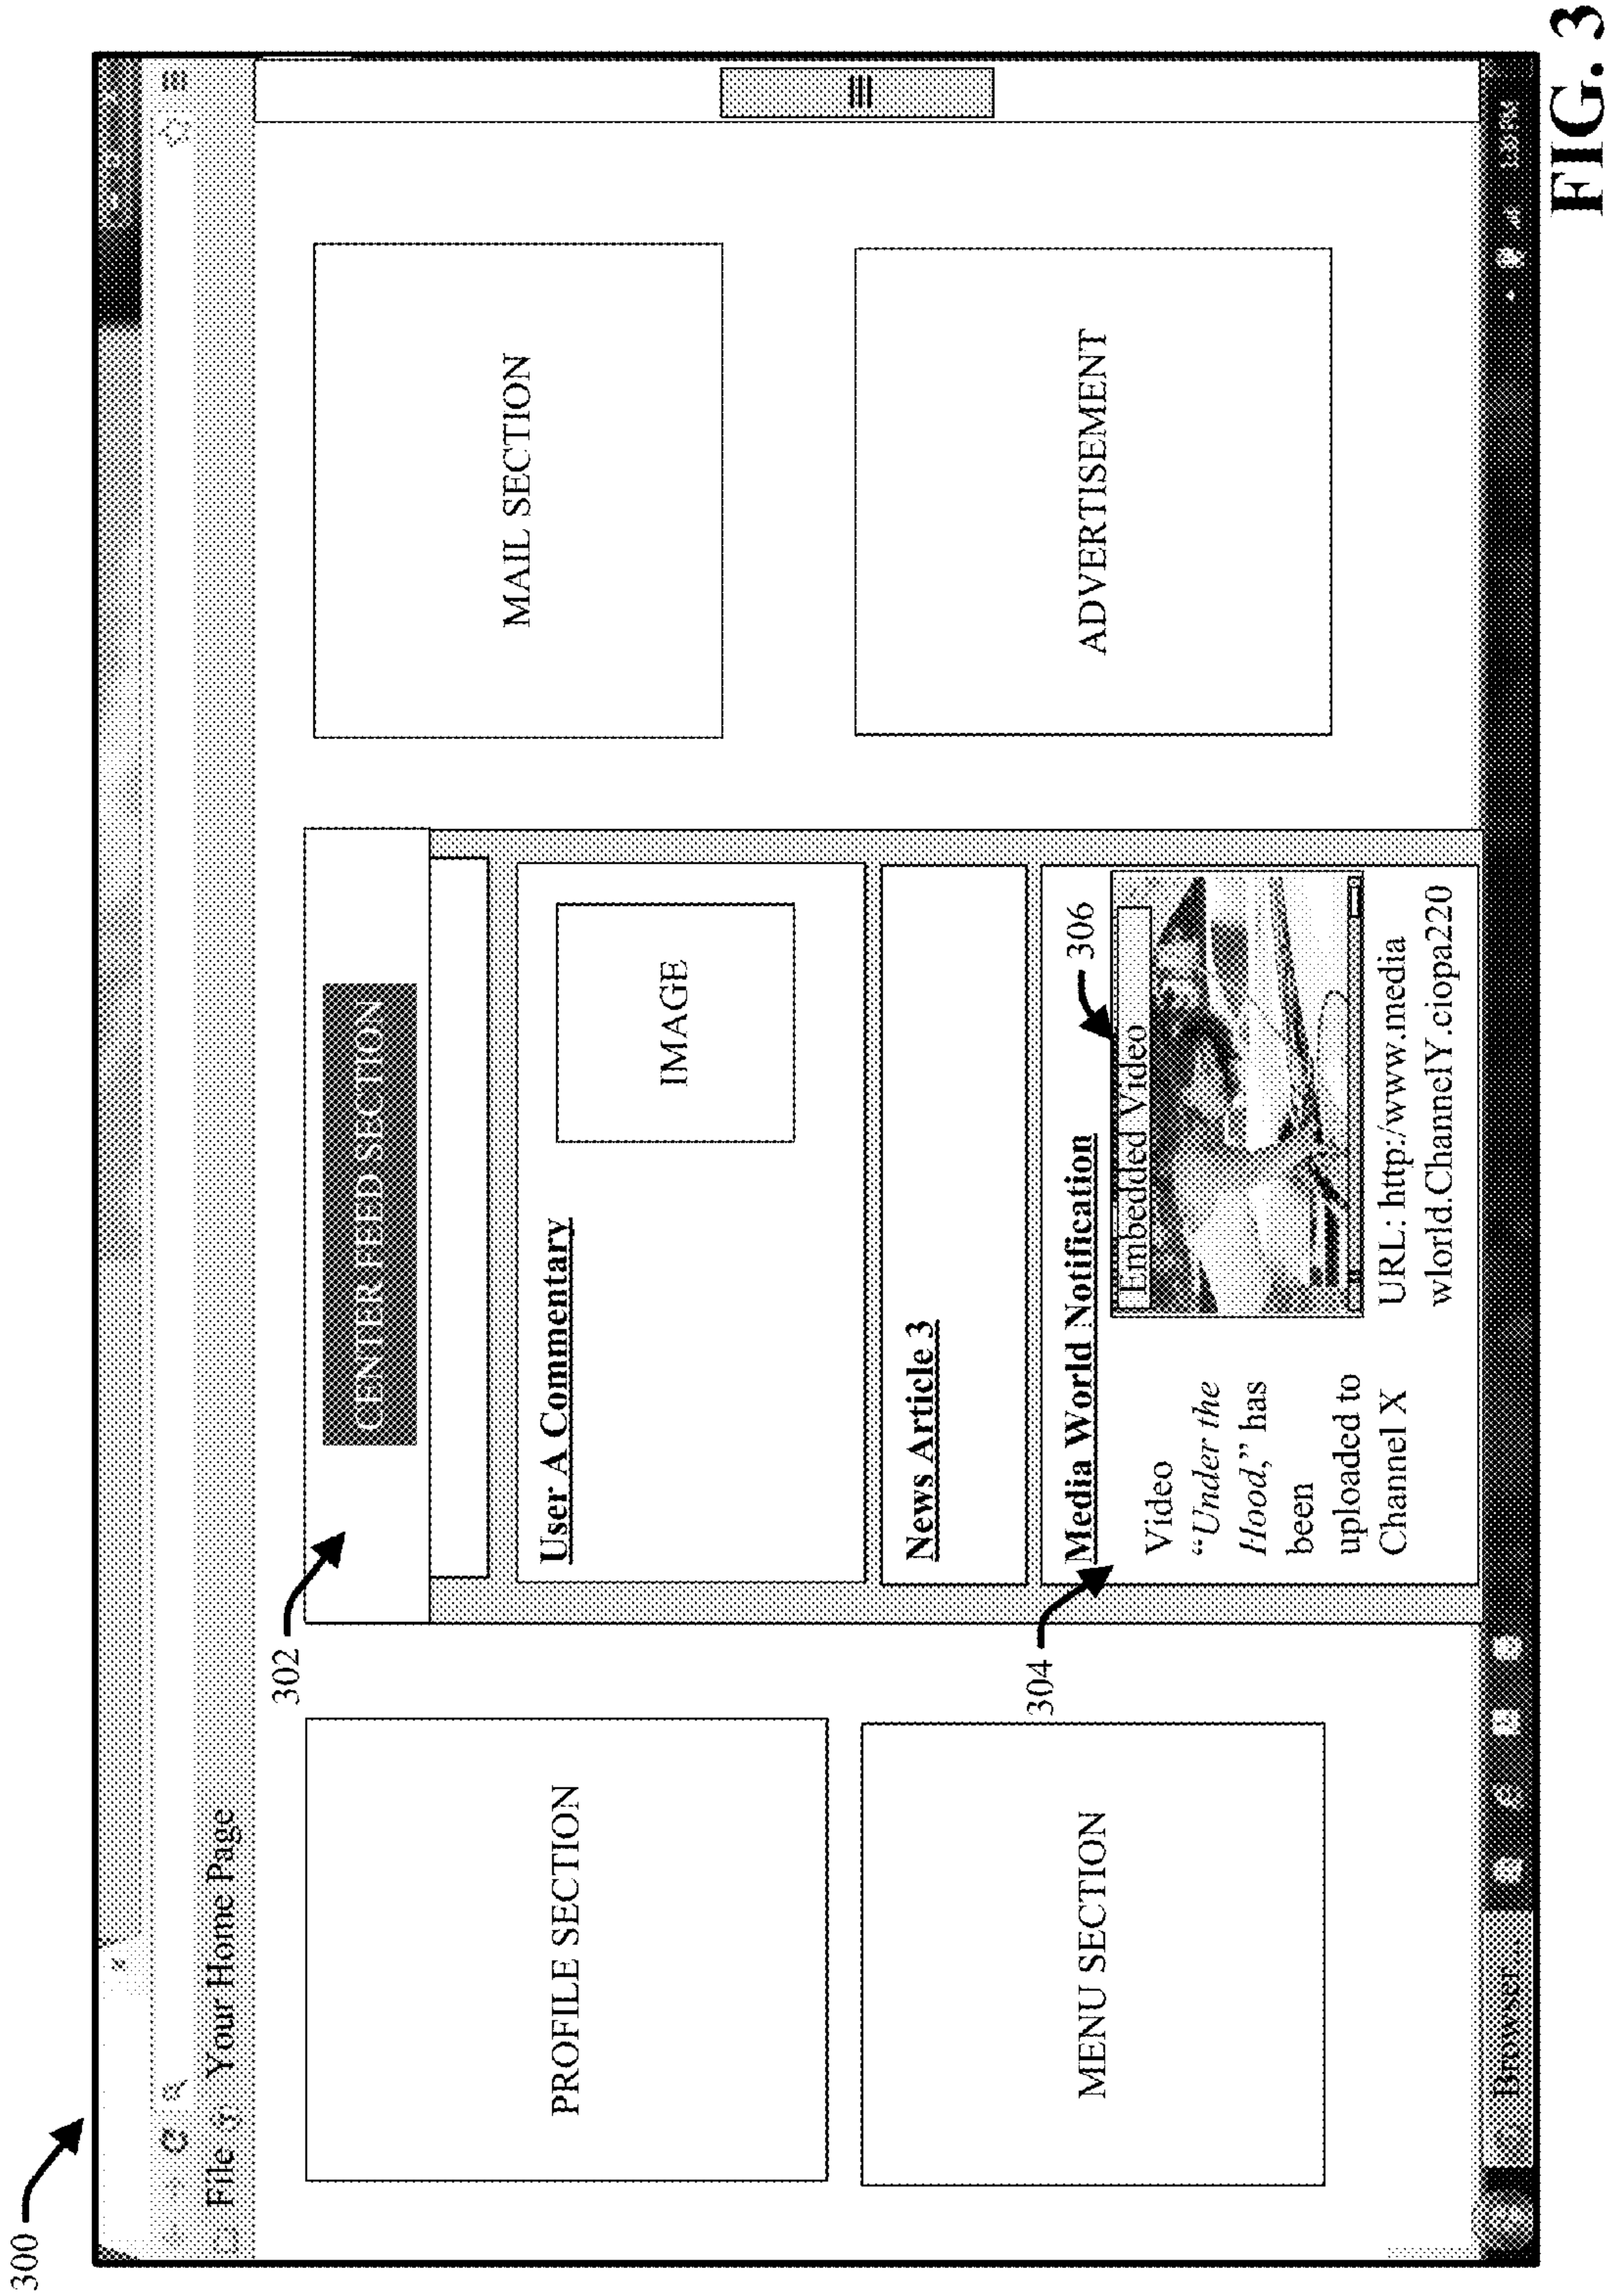 300
File Your Home Page
302
CENTER FEED SECTION
PROFILE SECTION
User A Commentary
IMAGE
MAIL SECTION
News Article 3
MENU SECTION
304
Media World Notification
306
Video
“Under the
Hood,” has
been
uploaded to
Channel X
Embedded Video
URL: http:/www.media
wlorld.ChannelY.ciopa220
ADVERTISEMENT
Browser
FIG. 3